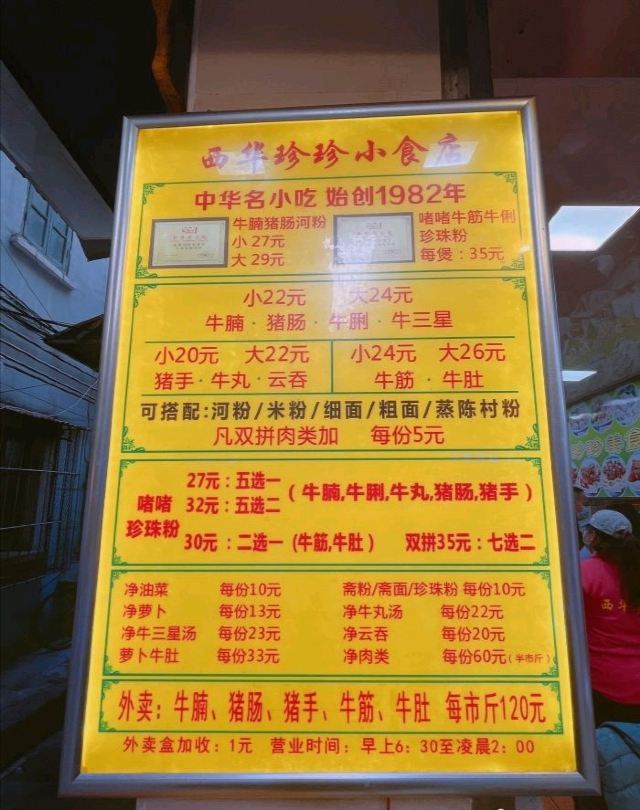 西华珍珍小食店
中华名小吃 始创1982年
牛腩猪肠河粉
小 27元
大 29元
啫啫牛筋牛𦟌
珍珠粉
每煲：35元
小22元 大24元
牛腩·猪肠·牛𦟌·牛三星
小20元 大22元
猪手·牛丸·云吞
小24元 大26元
牛筋·牛肚
可搭配:河粉/米粉/细面/粗面/蒸陈村粉
凡双拼肉类加 每份5元
啫啫
珍珠粉
27元：五选一
32元：五选二
(牛腩,牛𦟌,牛丸,猪肠,猪手)
30元：二选一 (牛筋,牛肚) 双拼35元：七选二
净油菜 每份10元
净萝卜 每份13元
净牛三星汤 每份23元
萝卜牛肚 每份33元
斋粉/斋面/珍珠粉 每份10元
净牛丸汤 每份22元
净云吞 每份20元
净肉类 每份60元(半市斤)
外卖：牛腩、猪肠、猪手、牛筋、牛肚 每市斤120元
外卖盒加收：1元 营业时间：早上6：30至凌晨2：00
西华